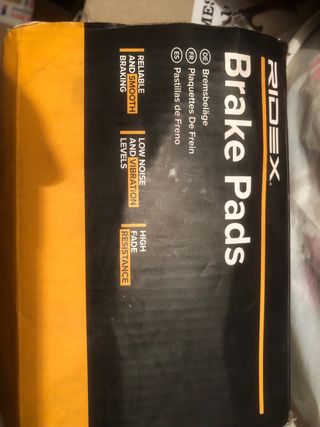 RIDEX
Brake Pads
DE Bremsbeläge
FR Plaquettes De Frein
ES Pastillas de Freno
RELIABLE
AND SMOOTH
BRAKING
LOW NOISE
AND VIBRATION
LEVELS
HIGH
FADE
RESISTANCE